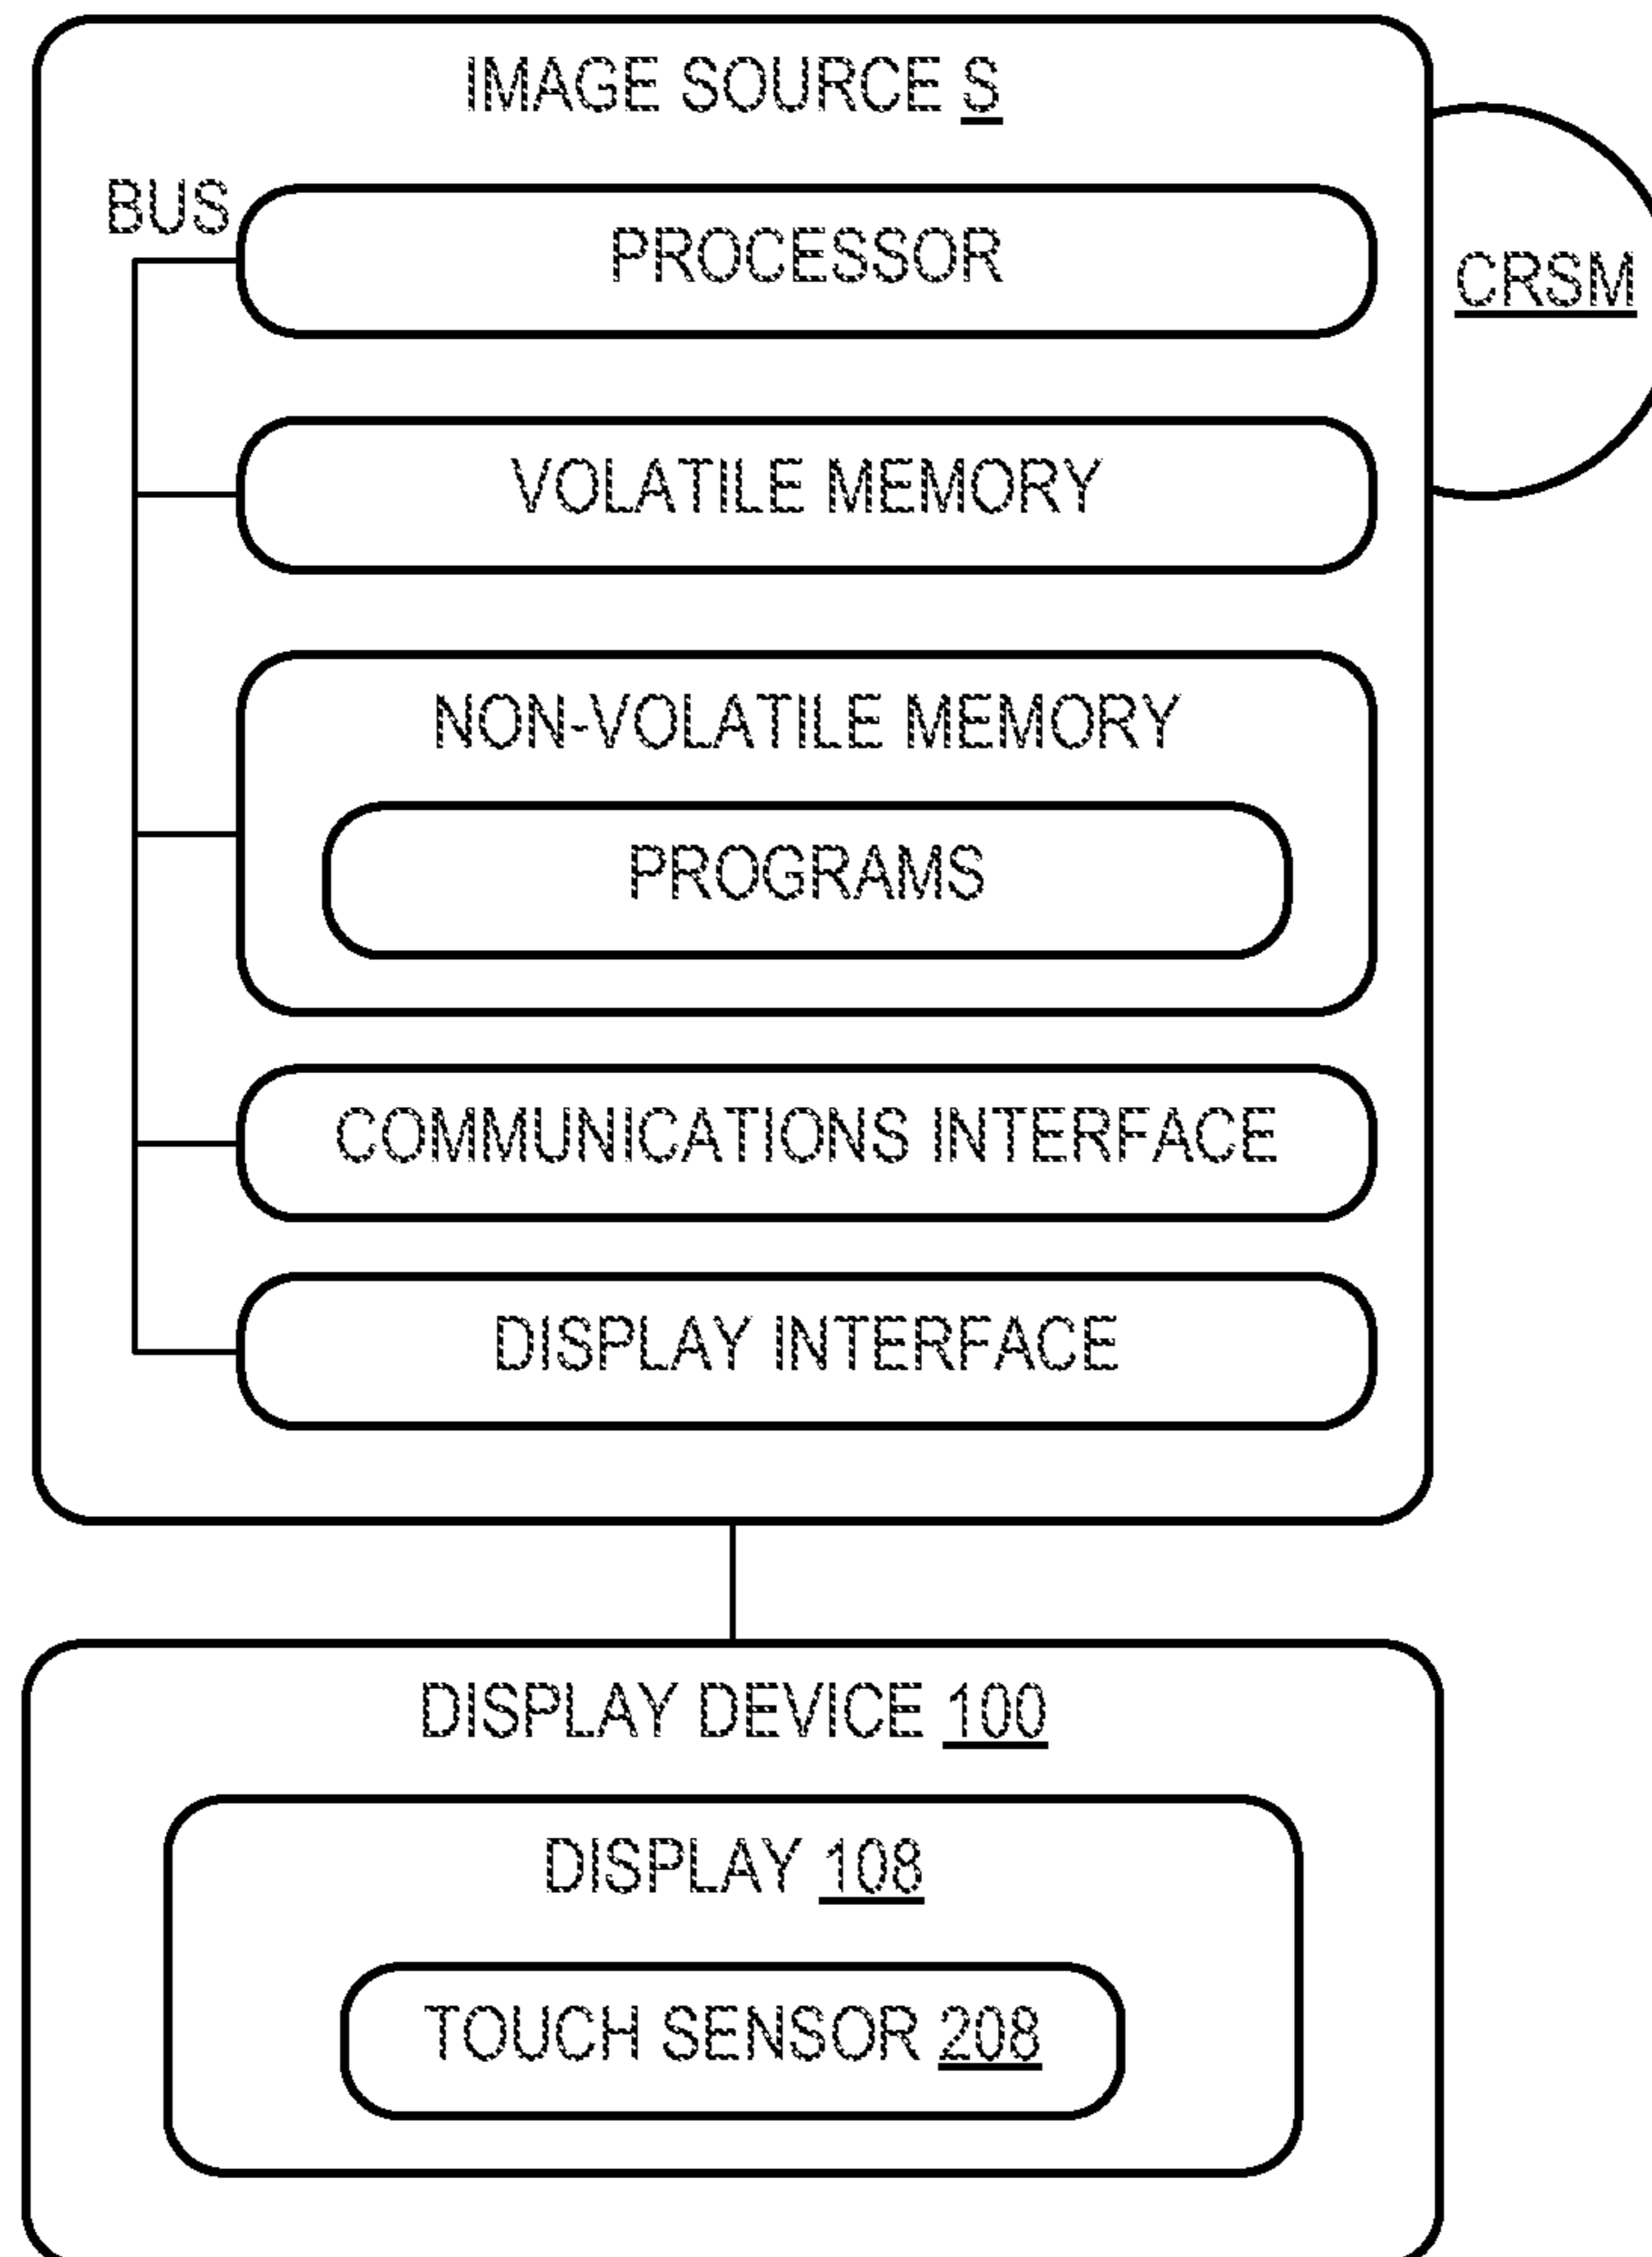 IMAGE SOURCE S
BUS
PROCESSOR
CRSM
VOLATILE MEMORY
NON-VOLATILE MEMORY
PROGRAMS
COMMUNICATIONS INTERFACE
DISPLAY INTERFACE
DISPLAY DEVICE 100
DISPLAY 108
TOUCH SENSOR 208